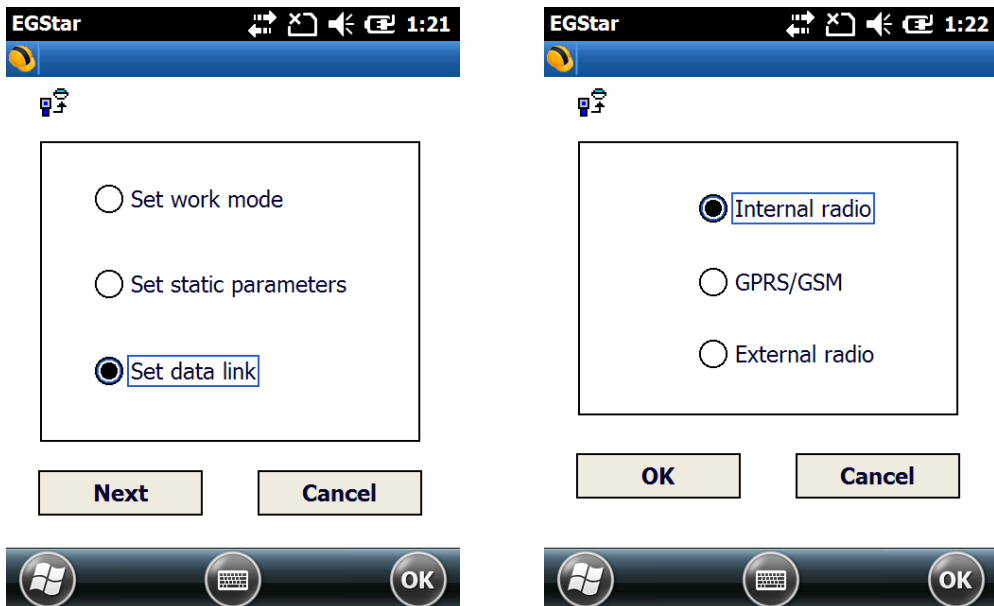 EGStar 1:21
Set work mode
Set static parameters
Set data link
Next Cancel
OK
EGStar 1:22
Internal radio
GPRS/GSM
External radio
OK Cancel
OK